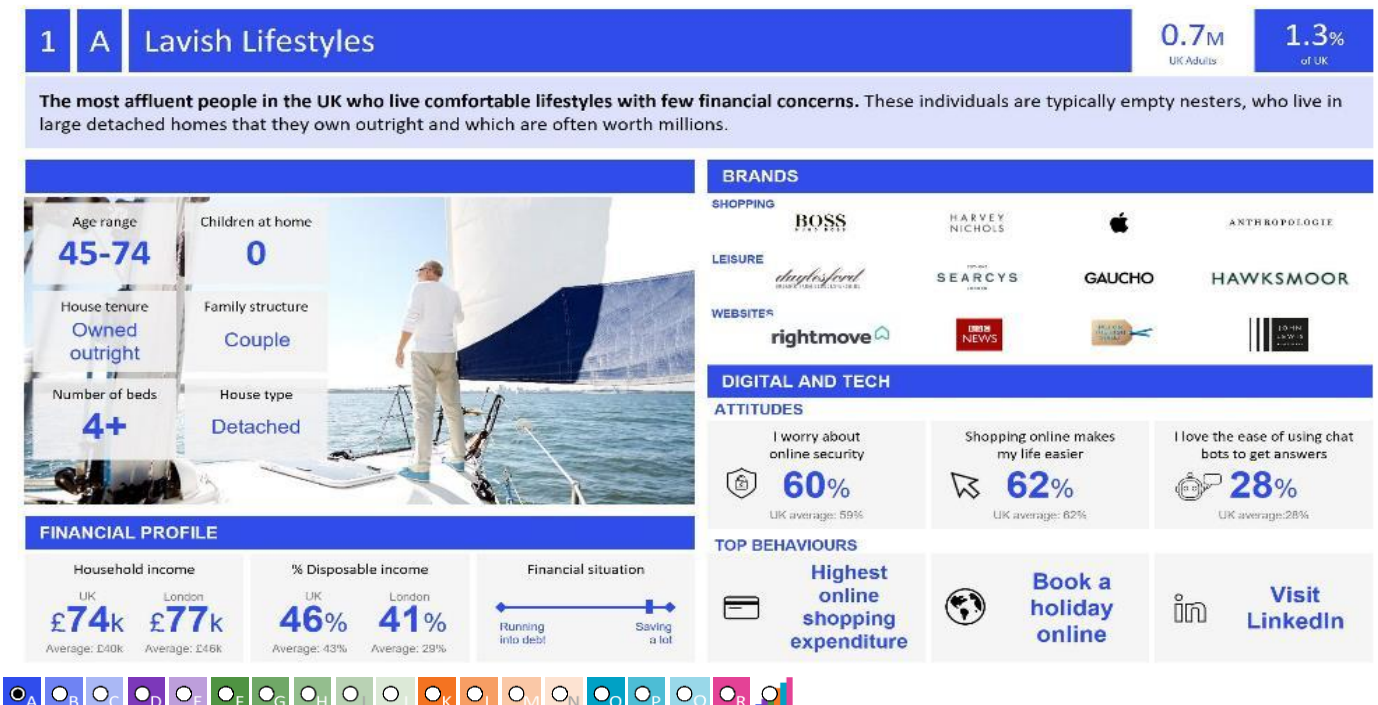 1 A Lavish Lifestyles
0.7M
UK Adults
1.3%
of UK
The most affluent people in the UK who live comfortable lifestyles with few financial concerns. These individuals are typically empty nesters, who live in
large detached homes that they own outright and which are often worth millions.
Age range
45-74
Children at home
0
House tenure
Owned
outright
Family structure
Couple
Number of beds
4+
House type
Detached
FINANCIAL PROFILE
Household income
UK
£74k
Average: £40k
London
£77k
Average: £46k
% Disposable income
UK
46%
Average: 43%
London
41%
Average: 29%
Financial situation
Running
into debt
Saving
a lot
BRANDS
SHOPPING
BOSS
HUGO BOSS
HARVEY
NICHOLS
ANTHROPOLOGIE
LEISURE
daylesford
SEARCYS
LONDON
GAUCHO
HAWKSMOOR
WEBSITES
rightmove
BBC
NEWS
JOHN
LEWIS
DIGITAL AND TECH
ATTITUDES
I worry about
online security
60%
UK average: 59%
Shopping online makes
my life easier
62%
UK average: 62%
I love the ease of using chat
bots to get answers
28%
UK average:28%
TOP BEHAVIOURS
Highest
online
shopping
expenditure
Book a
holiday
online
in
Visit
LinkedIn
A B C D E F G H I J K L M N O P Q R